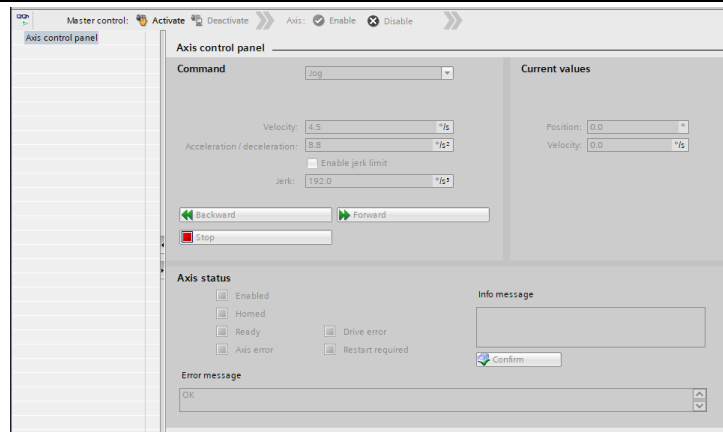 Master control: Activate Deactivate Axis: Enable Disable
Axis control panel
Axis control panel
Command
Jog
Velocity: 4.5 °/s
Acceleration / deceleration: 8.8 °/s²
Enable jerk limit
Jerk: 192.0 °/s³
Backward Forward
Stop
Current values
Position: 0.0 °
Velocity: 0.0 °/s
Axis status
Enabled
Homed
Ready Drive error
Axis error Restart required
Info message
Confirm
Error message
OK